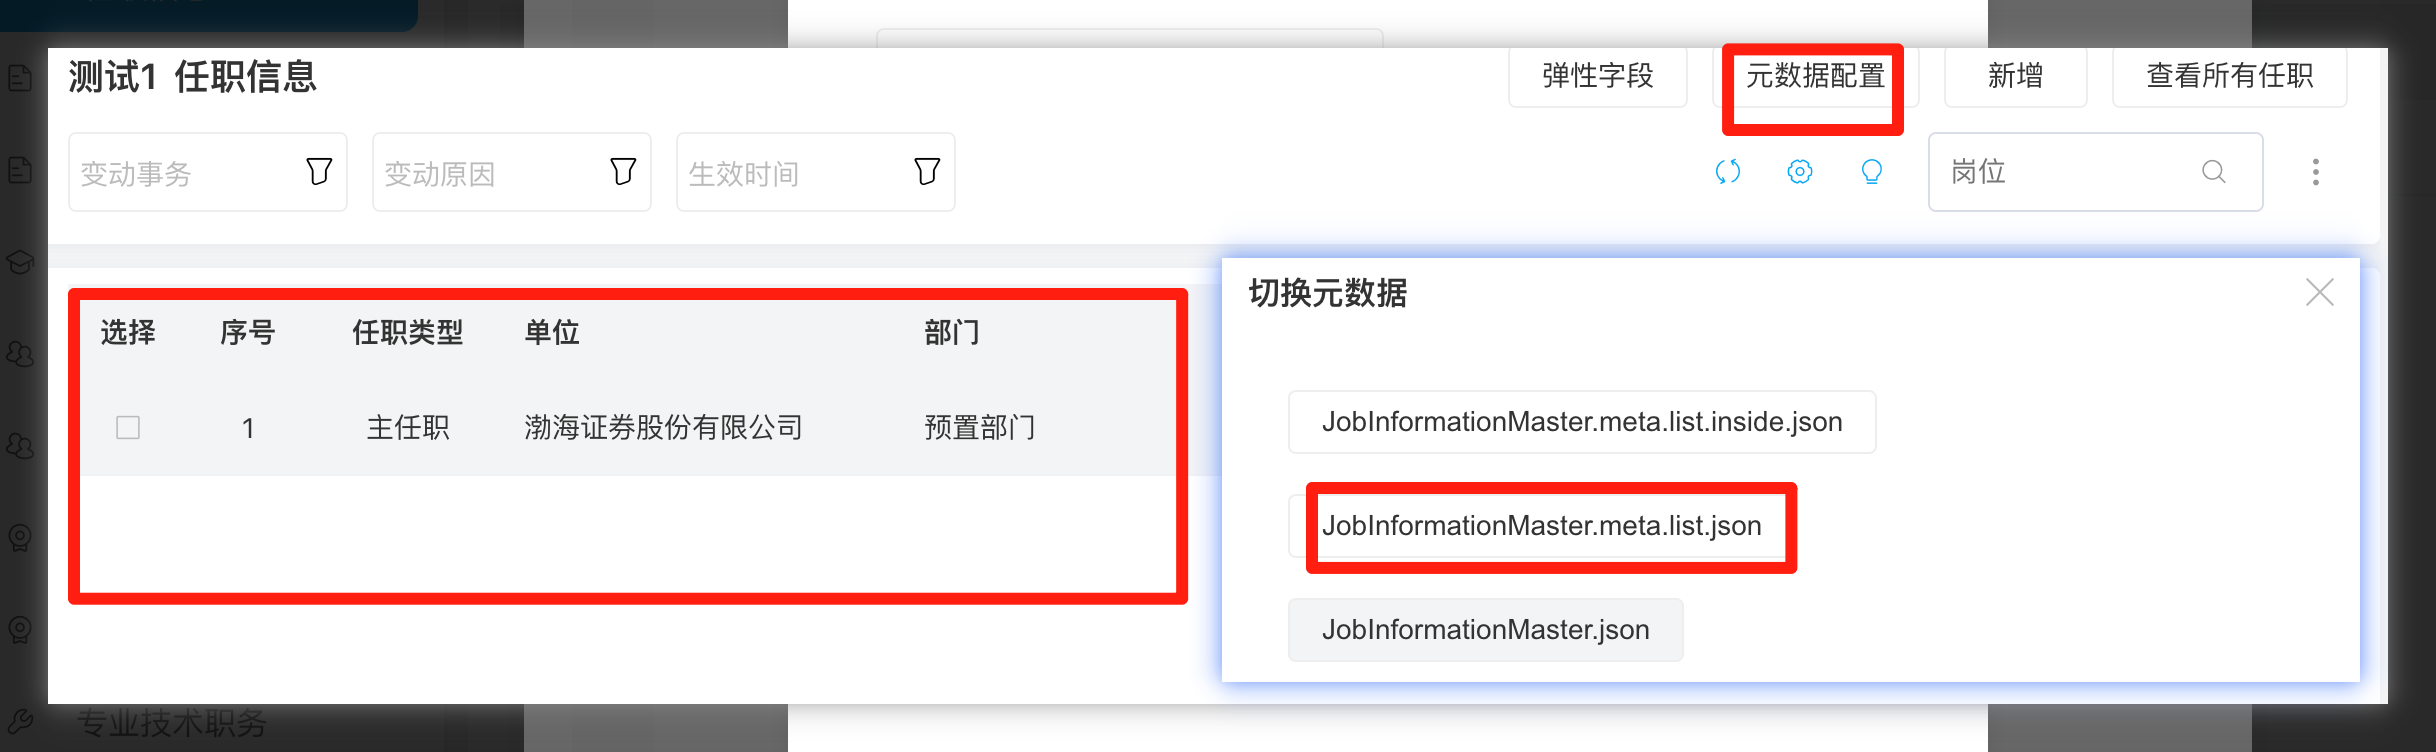 测试1 任职信息
弹性字段
元数据配置
新增
查看所有任职
变动事务
变动原因
生效时间
岗位
选择 序号 任职类型 单位 部门
1 主任职 渤海证券股份有限公司 预置部门
切换元数据
JobInformationMaster.meta.list.inside.json
JobInformationMaster.meta.list.json
JobInformationMaster.json
专业技术职务